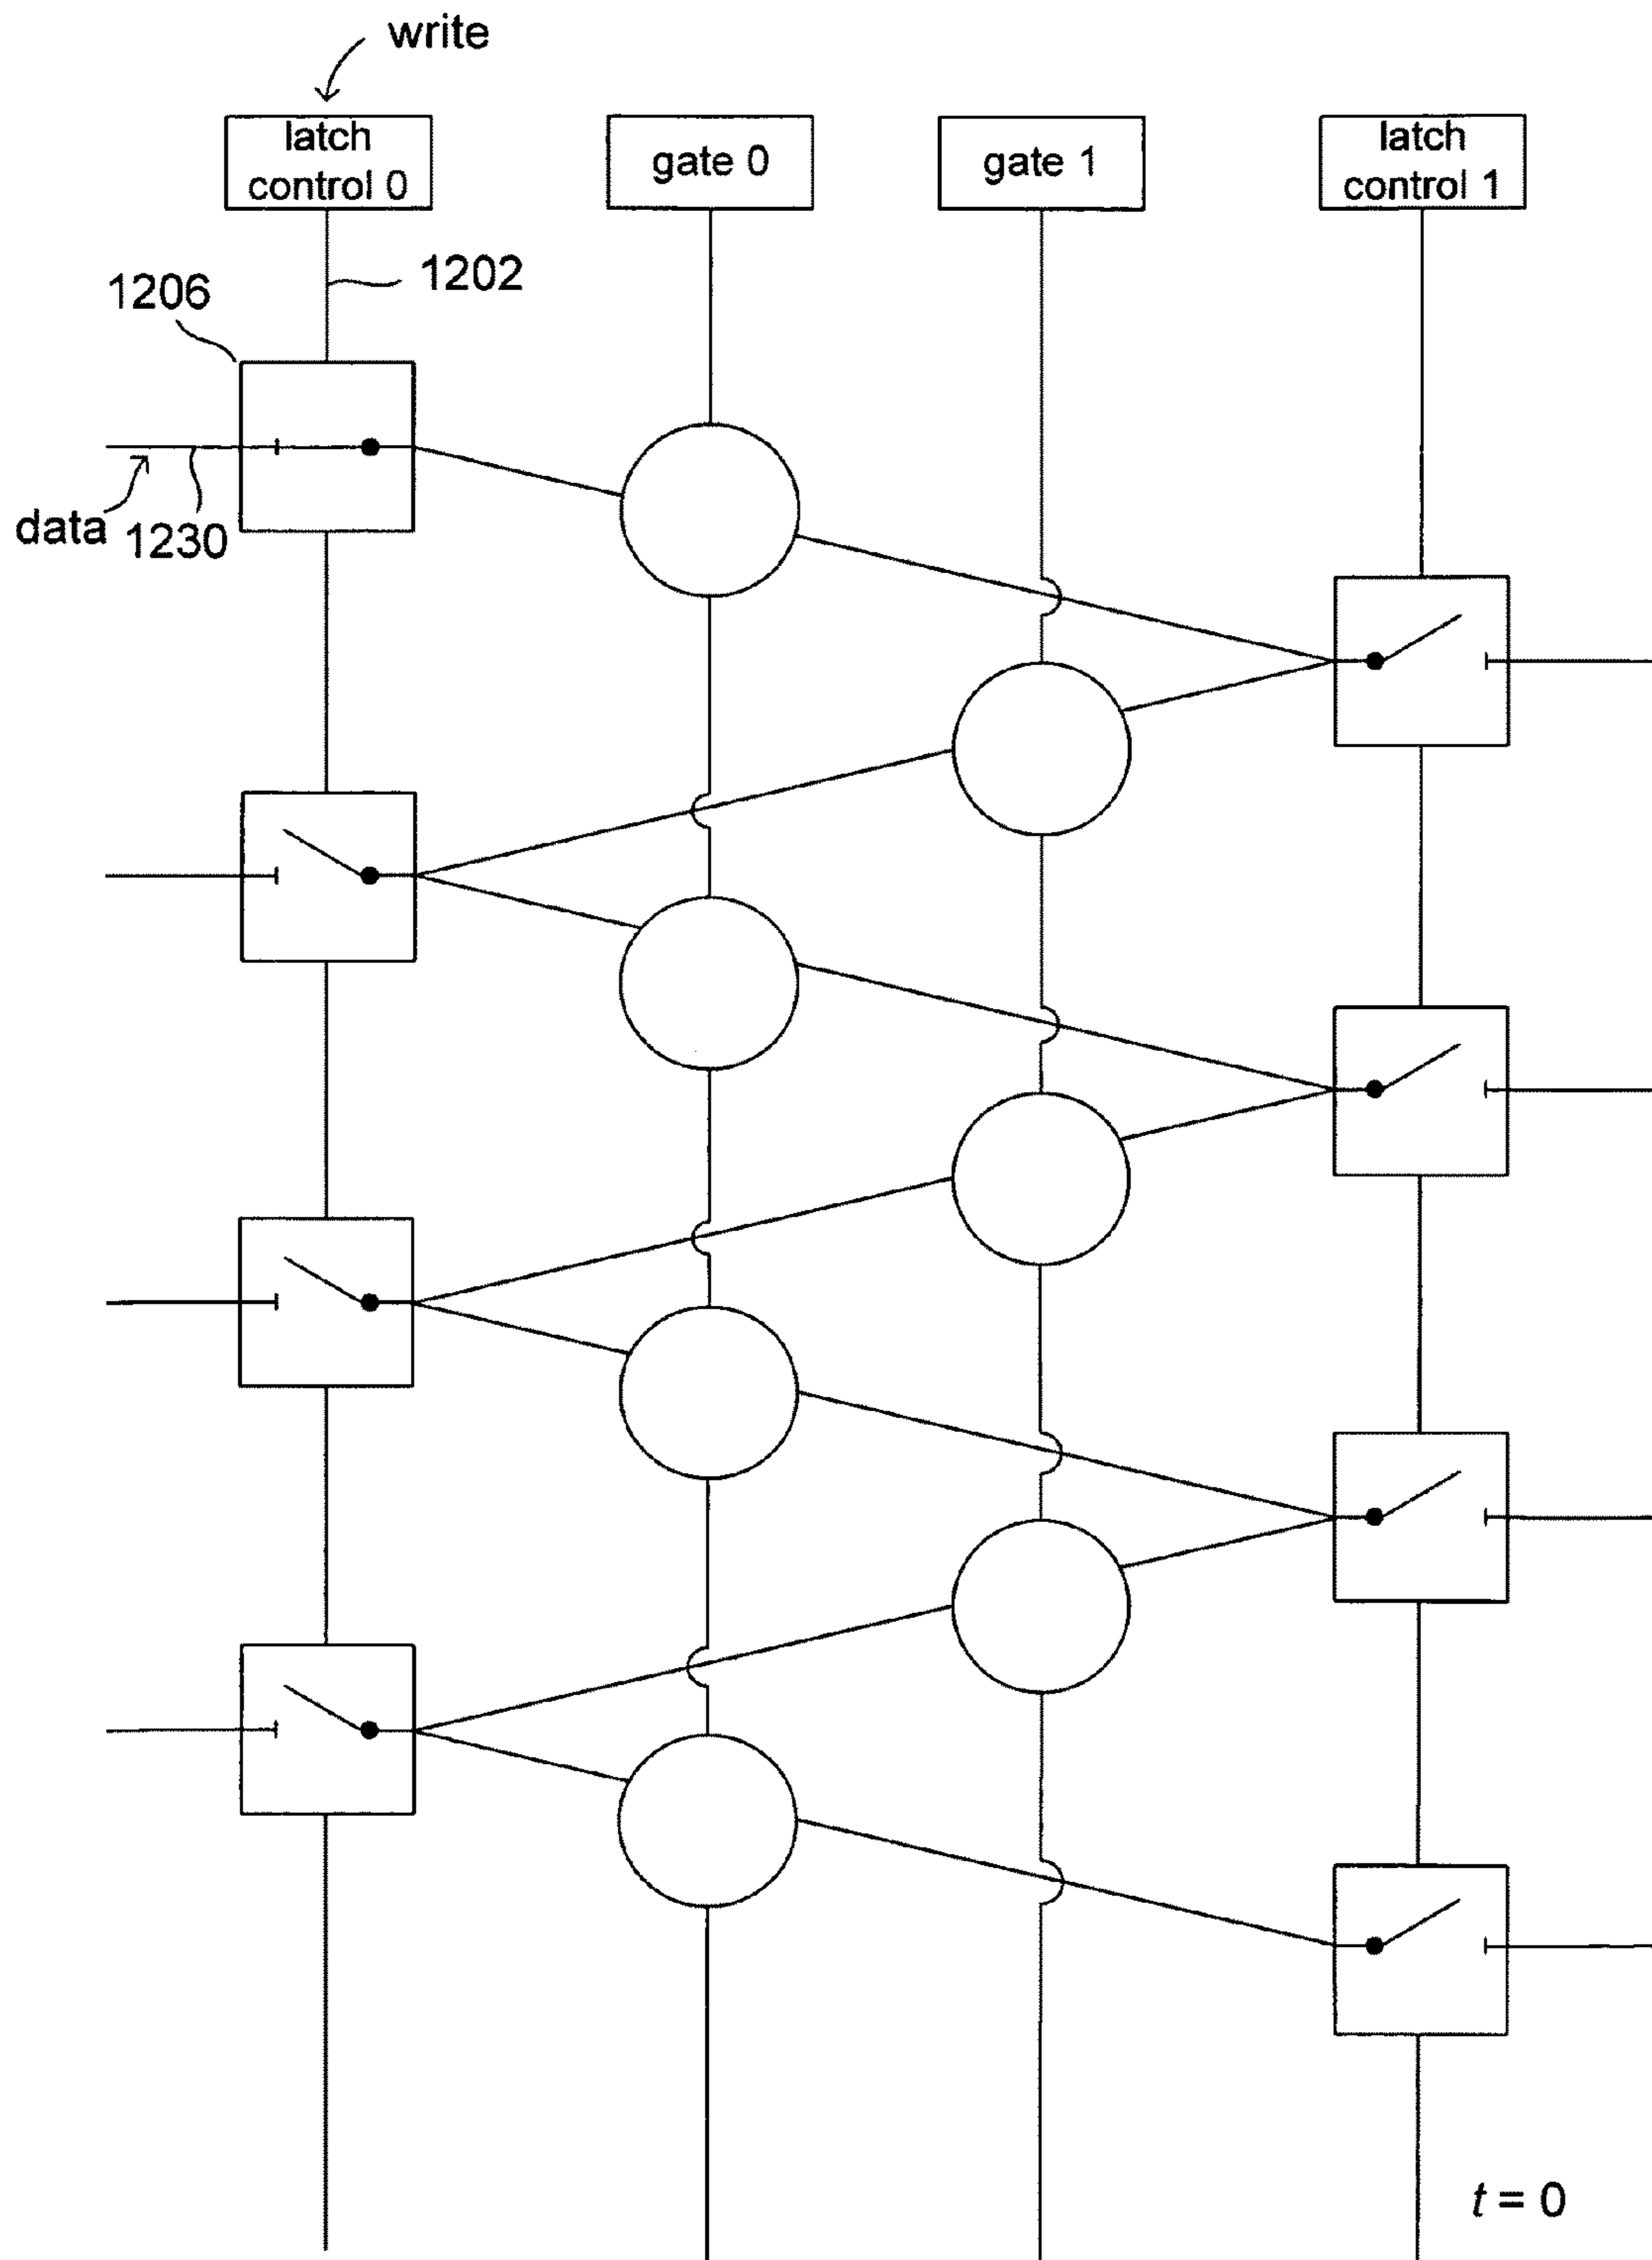 write
latch
control 0
gate 0
gate 1
latch
control 1
1202
1206
data
1230
t = 0